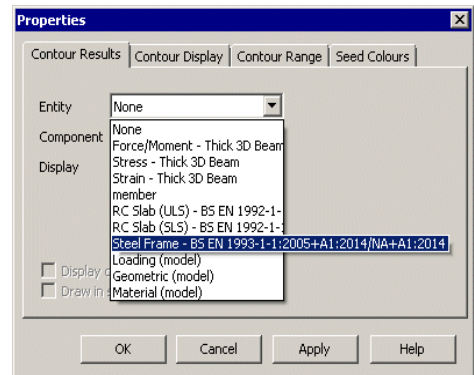 Properties
Contour Results Contour Display Contour Range Seed Colours
Entity None
Component
Display
None
Force/Moment - Thick 3D Beam
Stress - Thick 3D Beam
Strain - Thick 3D Beam
member
RC Slab (ULS) - BS EN 1992-1-
RC Slab (SLS) - BS EN 1992-1-
Steel Frame - BS EN 1993-1-1:2005+A1:2014/NA+A1:2014
Loading (model)
Geometric (model)
Material (model)
Display
Draw in
OK Cancel Apply Help